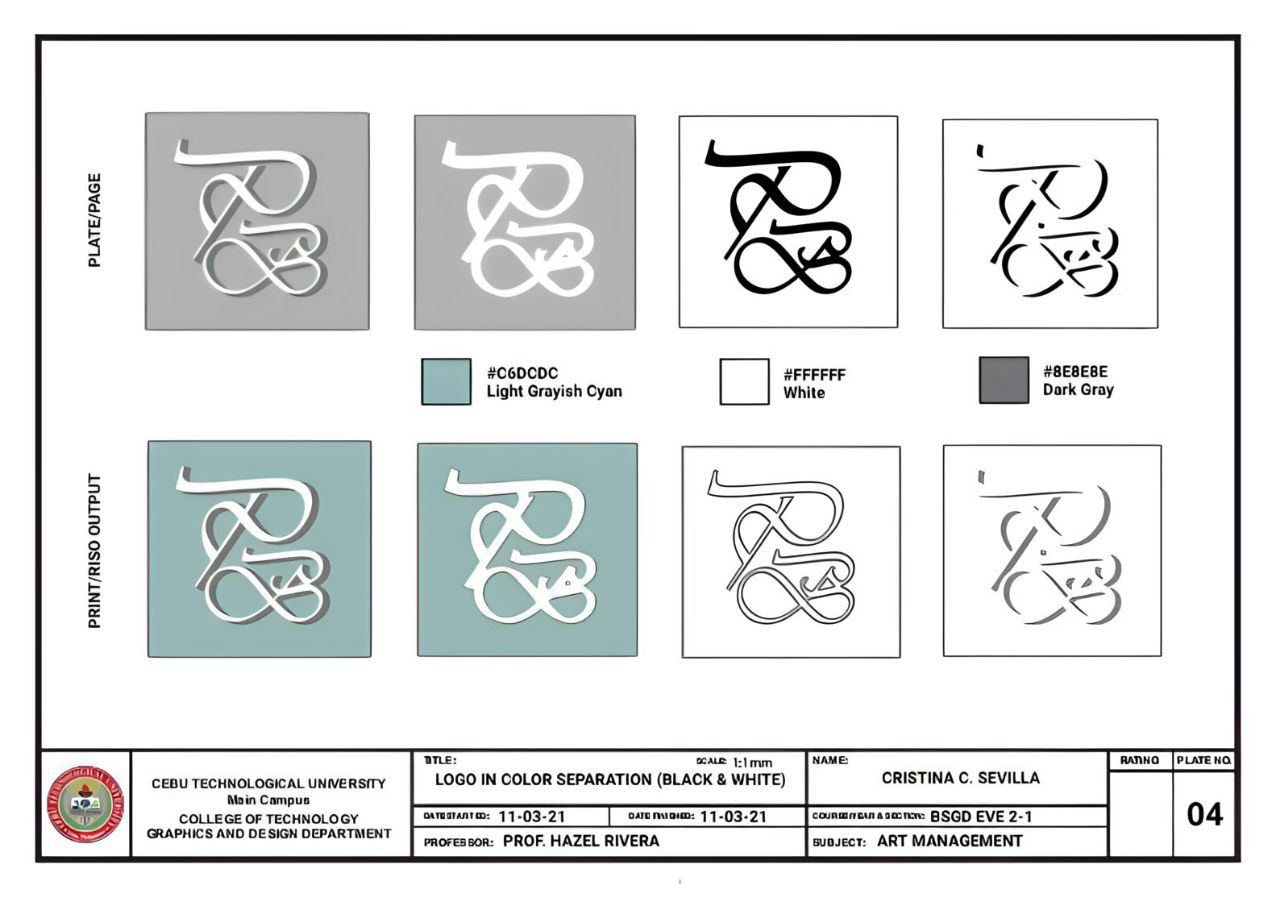 PLATE/PAGE
#C6DCDC
Light Grayish Cyan
#FFFFFF
White
#8E8E8E
Dark Gray
PRINT/RISO OUTPUT
CEBU TECHNOLOGICAL UNIVERSITY
Main Campus
COLLEGE OF TECHNOLOGY
GRAPHICS AND DESIGN DEPARTMENT
TITLE: SCALE: 1:1mm
LOGO IN COLOR SEPARATION (BLACK & WHITE)
DATE STARTED: 11-03-21
DATE FINISHED: 11-03-21
PROFESSOR: PROF. HAZEL RIVERA
NAME:
CRISTINA C. SEVILLA
COURSE/YEAR & SECTION: BSGD EVE 2-1
SUBJECT: ART MANAGEMENT
RATING
PLATE NO.
04